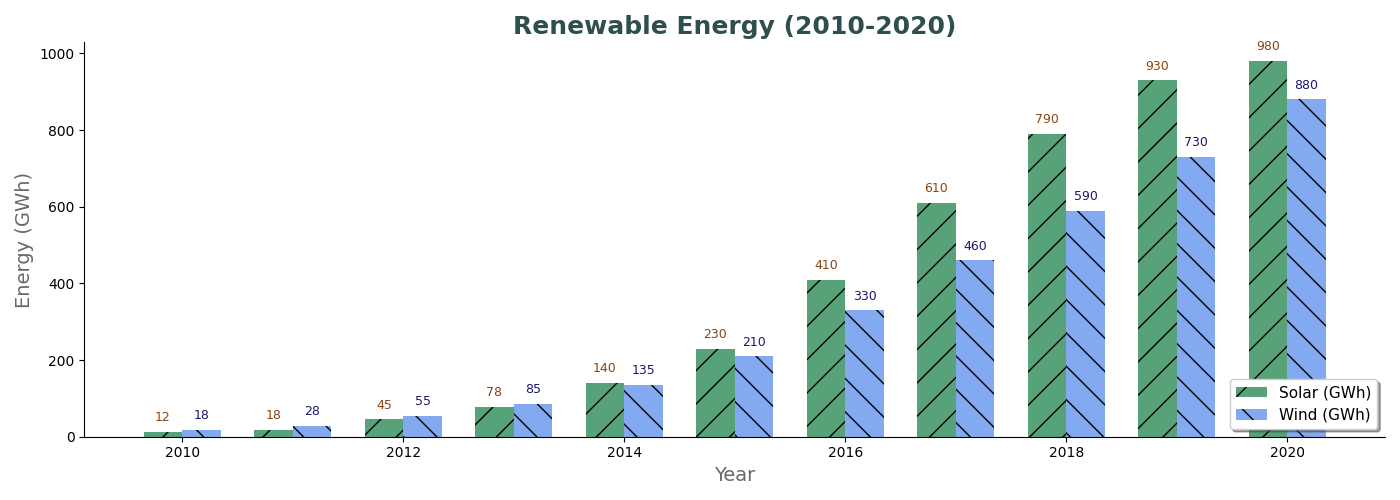 Renewable Energy (2010-2020)
Energy (GWh)
1000
800
600
400
200
0
12 18 18 28 45 55 78 85 140 135 230 210 410 330 610 460 790 590 930 730 980 880
Solar (GWh)
Wind (GWh)
2010 2012 2014 2016 2018 2020
Year